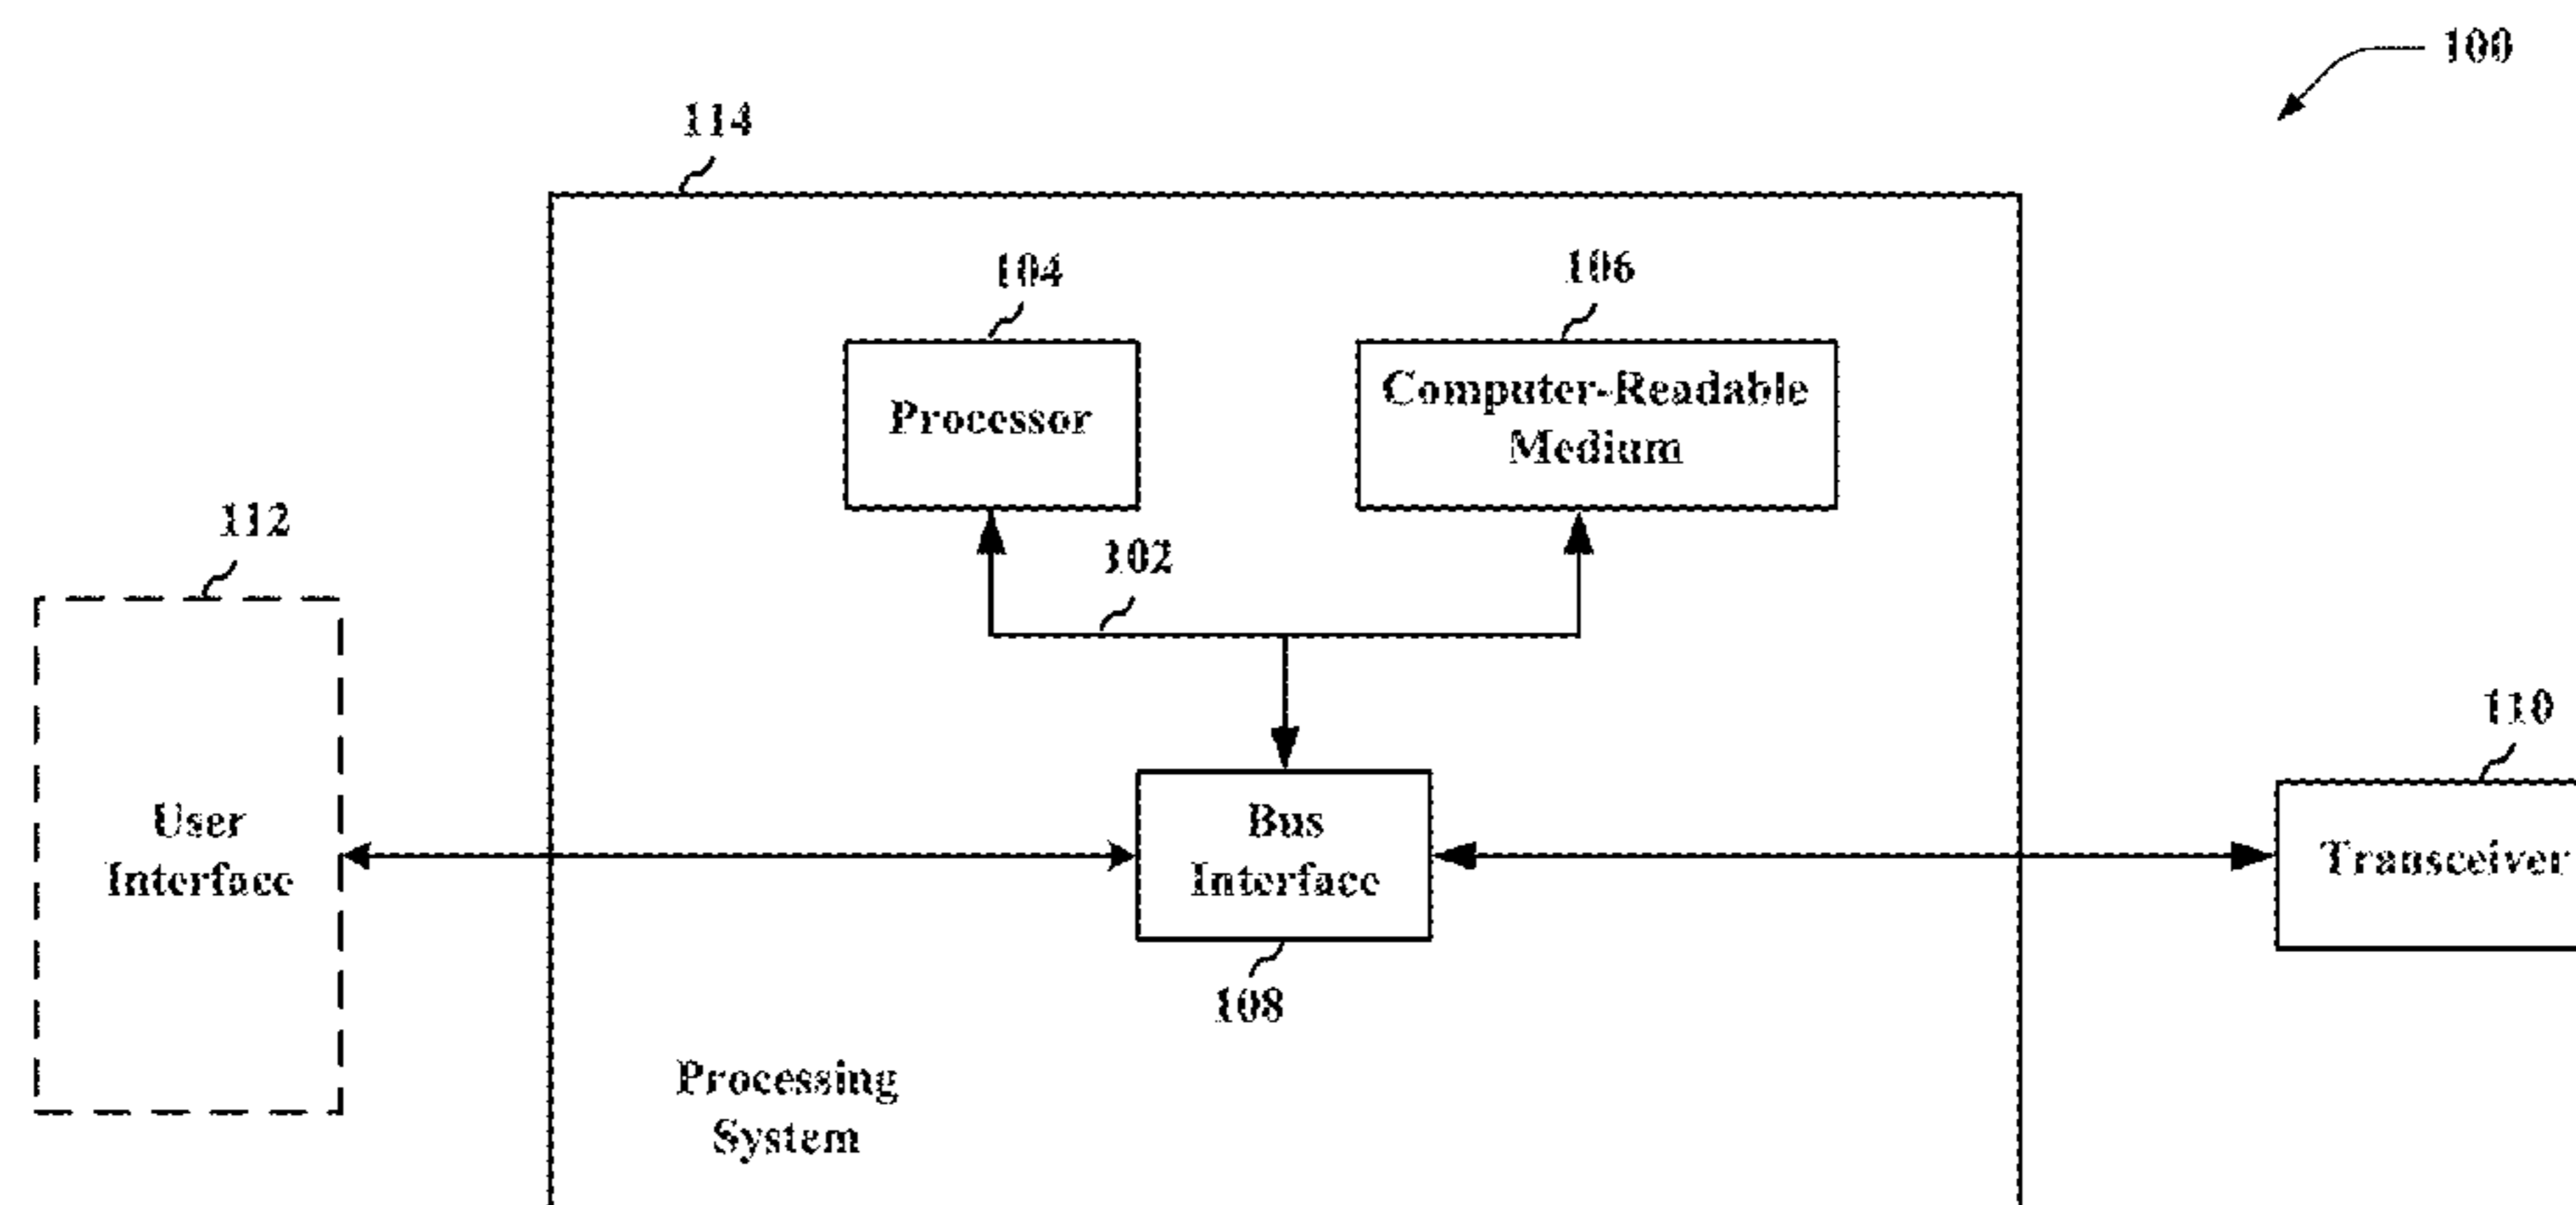 100
114
104
106
Processor
Computer-Readable
Medium
112
102
User
Interface
Bus
Interface
110
Transceiver
108
Processing
System